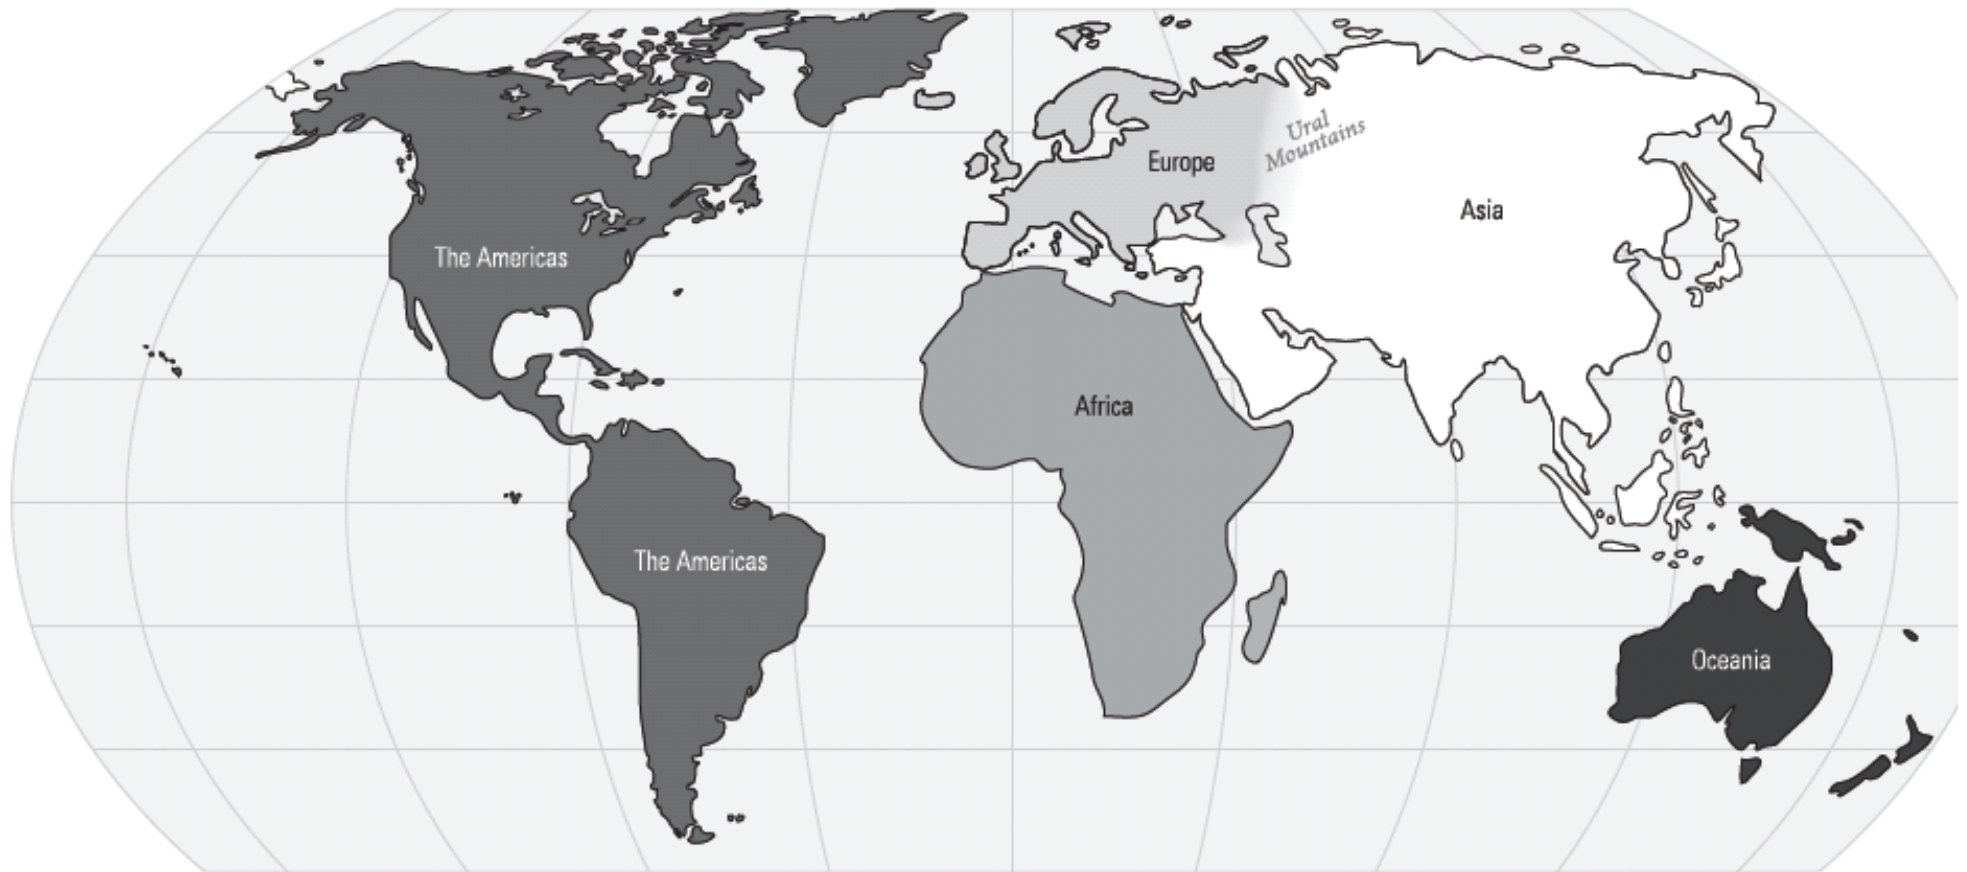 Ural
Mountains
Europe
Asia
The Americas
Africa
The Americas
Oceania